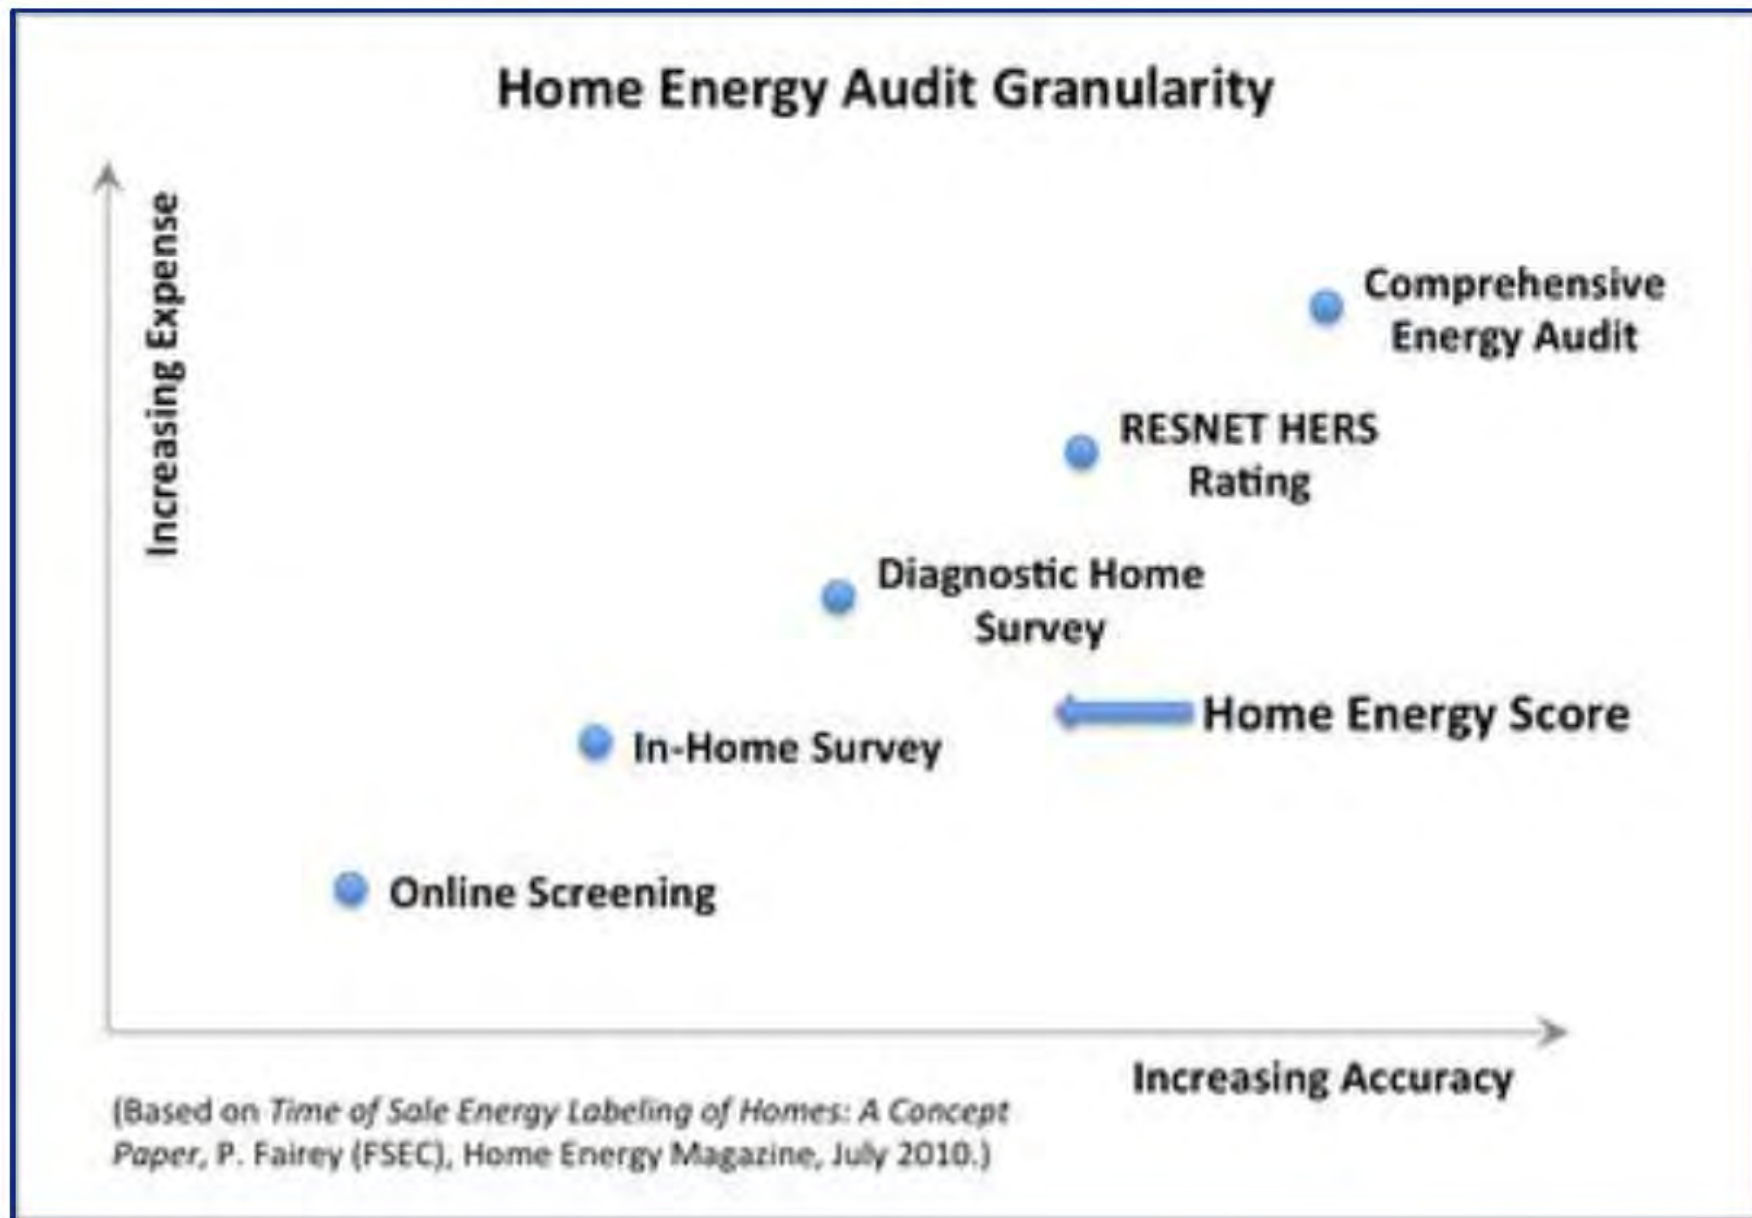 Home Energy Audit Granularity
Increasing Expense
Comprehensive
Energy Audit
RESNET HERS
Rating
Diagnostic Home
Survey
Home Energy Score
In-Home Survey
Online Screening
Increasing Accuracy
(Based on Time of Sale Energy Labeling of Homes: A Concept
Paper, P. Fairey (FSEC), Home Energy Magazine, July 2010.)